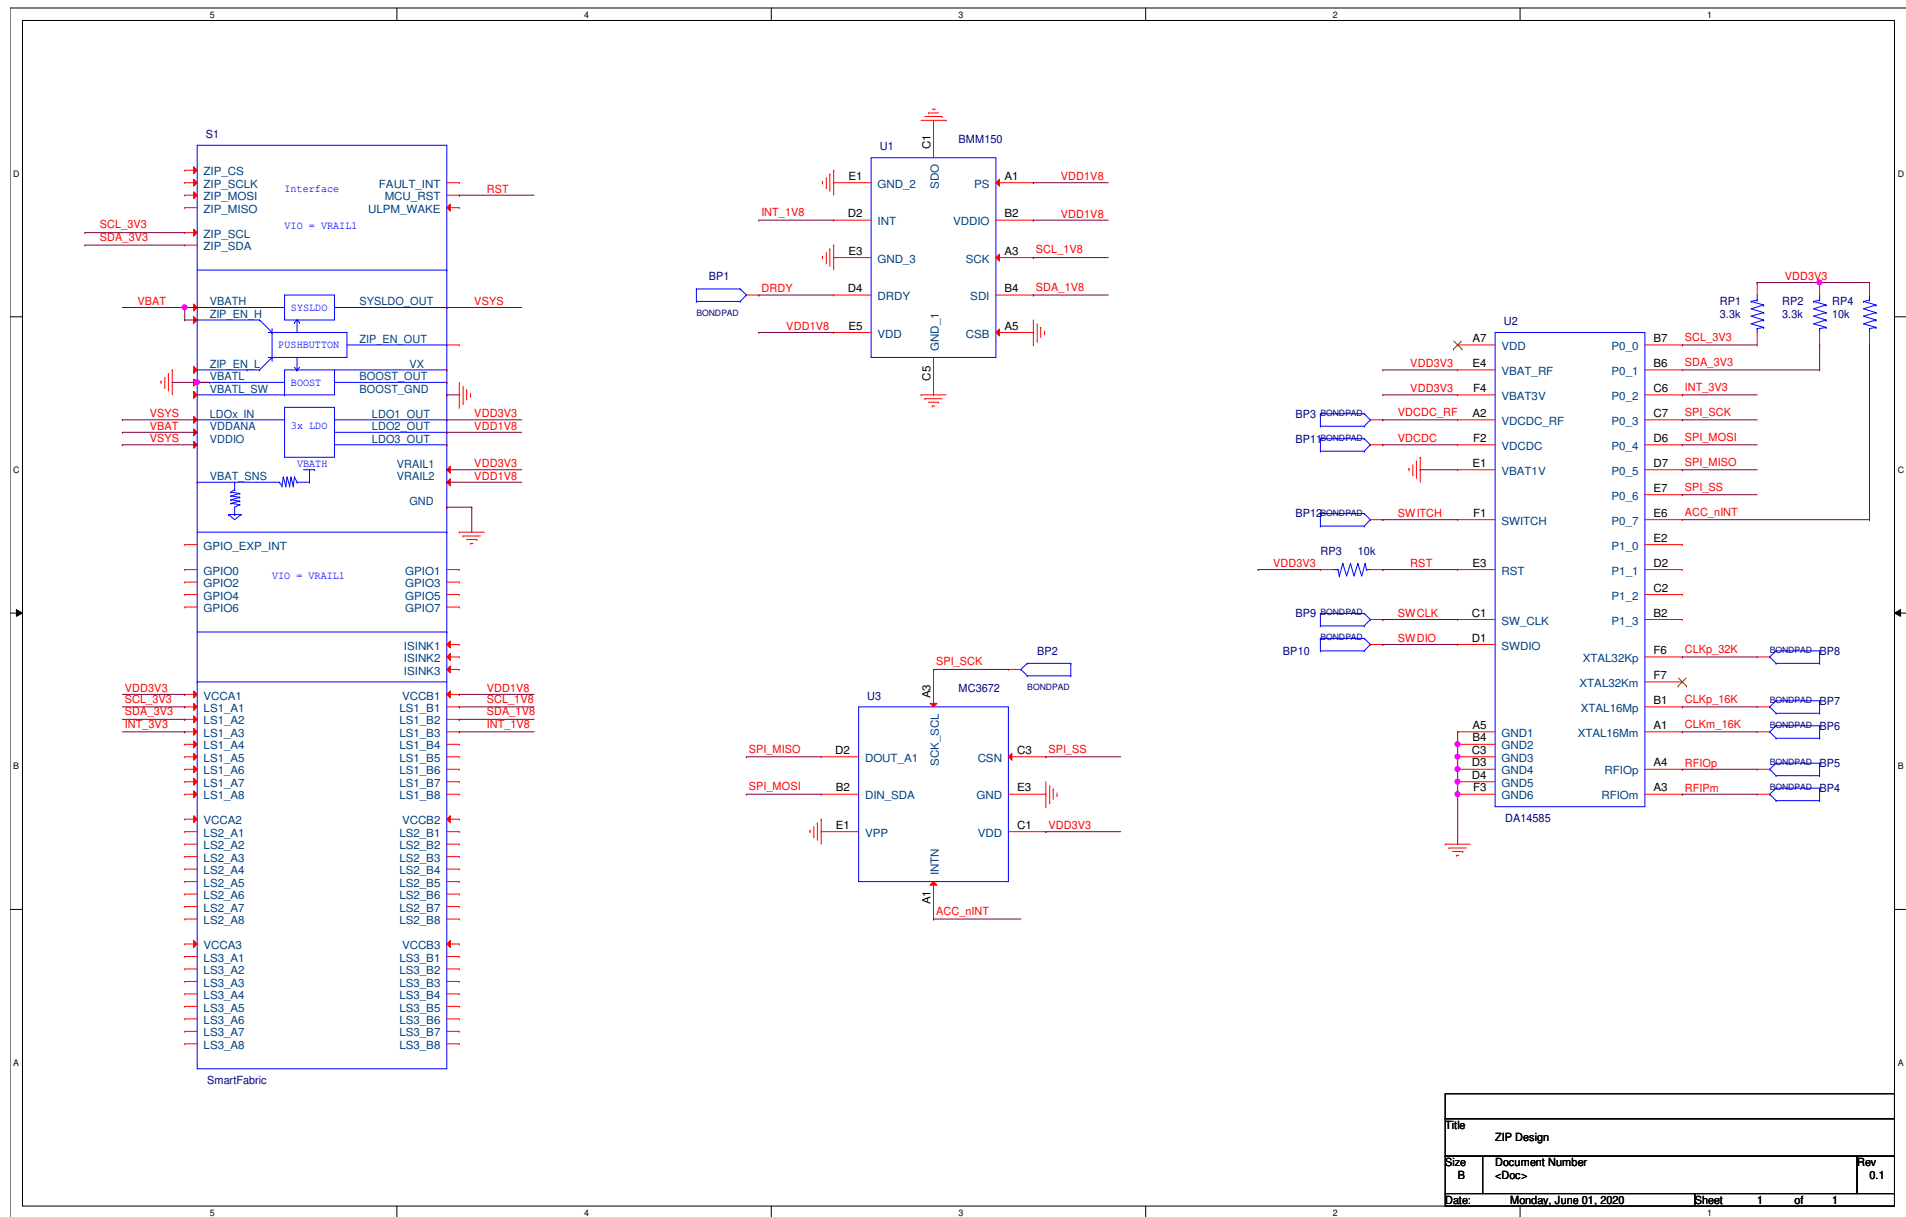 5 4 3 2 1
D
C
B
A
S1
ZIP_CS
ZIP_SCLK
ZIP_MOSI
ZIP_MISO
ZIP_SCL
ZIP_SDA
SCL_3V3
SDA_3V3
Interface
VIO = VRAIL1
FAULT_INT
MCU_RST
ULPM_WAKE
RST
VBAT
VBATH
ZIP_EN_H
SYSLDO
SYSLDO_OUT
VSYS
PUSHBUTTON
ZIP_EN_OUT
ZIP_EN_L
VBATL
VBATL_SW
BOOST
VX
BOOST_OUT
BOOST_GND
VSYS LDOx_IN
VBAT VDDANA
VSYS VDDIO
3x LDO
LDO1_OUT VDD3V3
LDO2_OUT VDD1V8
LDO3_OUT
VBATH
VBAT_SNS
VRAIL1 VDD3V3
VRAIL2 VDD1V8
GND
GPIO_EXP_INT
VIO = VRAIL1
GPIO0 GPIO1
GPIO2 GPIO3
GPIO4 GPIO5
GPIO6 GPIO7
ISINK1
ISINK2
ISINK3
VDD3V3 VCCA1 VCCB1 VDD1V8
SCL_3V3 LS1_A1 LS1_B1 SCL_1V8
SDA_3V3 LS1_A2 LS1_B2 SDA_1V8
INT_3V3 LS1_A3 LS1_B3 INT_1V8
LS1_A4 LS1_B4
LS1_A5 LS1_B5
LS1_A6 LS1_B6
LS1_A7 LS1_B7
LS1_A8 LS1_B8
VCCA2 VCCB2
LS2_A1 LS2_B1
LS2_A2 LS2_B2
LS2_A3 LS2_B3
LS2_A4 LS2_B4
LS2_A5 LS2_B5
LS2_A6 LS2_B6
LS2_A7 LS2_B7
LS2_A8 LS2_B8
VCCA3 VCCB3
LS3_A1 LS3_B1
LS3_A2 LS3_B2
LS3_A3 LS3_B3
LS3_A4 LS3_B4
LS3_A5 LS3_B5
LS3_A6 LS3_B6
LS3_A7 LS3_B7
LS3_A8 LS3_B8
SmartFabric
U1
BMM150
C1
SDO
E1 GND_2 PS A1 VDD1V8
INT_1V8 D2 INT VDDIO B2 VDD1V8
E3 GND_3 SCK A3 SCL_1V8
BP1
BONDPAD
DRDY D4 DRDY SDI B4 SDA_1V8
VDD1V8 E5 VDD CSB A5
GND_1
C5
SPI_SCK
BP2
BONDPAD
U3
MC3672
A3
SCK_SCL
SPI_MISO D2 DOUT_A1 CSN C3 SPI_SS
SPI_MOSI B2 DIN_SDA GND E3
E1 VPP VDD C1 VDD3V3
INTN
A1
ACC_nINT
VDD3V3
RP1
3.3k
RP2
3.3k
RP4
10k
U2
A7 VDD P0_0 B7 SCL_3V3
VDD3V3 E4 VBAT_RF P0_1 B6 SDA_3V3
VDD3V3 F4 VBAT3V P0_2 C6 INT_3V3
BP3 BONDPAD VDCDC_RF A2 VDCDC_RF P0_3 C7 SPI_SCK
BP11 BONDPAD VDCDC F2 VDCDC P0_4 D6 SPI_MOSI
E1 VBAT1V P0_5 D7 SPI_MISO
P0_6 E7 SPI_SS
BP12 BONDPAD SWITCH F1 SWITCH P0_7 E6 ACC_nINT
P1_0 E2
RP3 10k
VDD3V3 RST E3 RST P1_1 D2
P1_2 C2
BP9 BONDPAD SWCLK C1 SW_CLK P1_3 B2
BP10 BONDPAD SWDIO D1 SWDIO
XTAL32Kp F6 CLKp_32K BONDPAD BP8
XTAL32Km F7
XTAL16Mp B1 CLKp_16K BONDPAD BP7
XTAL16Mm A1 CLKm_16K BONDPAD BP6
RFIOp A4 RFIOp BONDPAD BP5
RFIOm A3 RFIPm BONDPAD BP4
A5 GND1
B4 GND2
C3 GND3
D3 GND4
D4 GND5
F3 GND6
DA14585
Title
ZIP Design
Size
B
Document Number
<Doc>
Rev
0.1
Date: Monday, June 01, 2020 Sheet 1 of 1
D
C
B
A
5 4 3 2 1